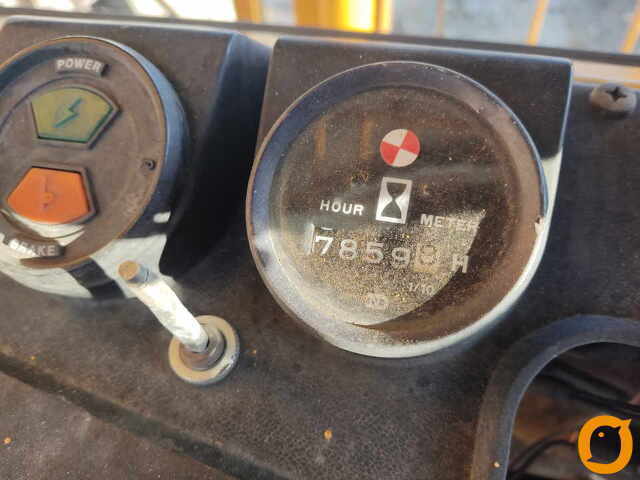 POWER
BRAKE
HOUR METER
78598 H
1/10